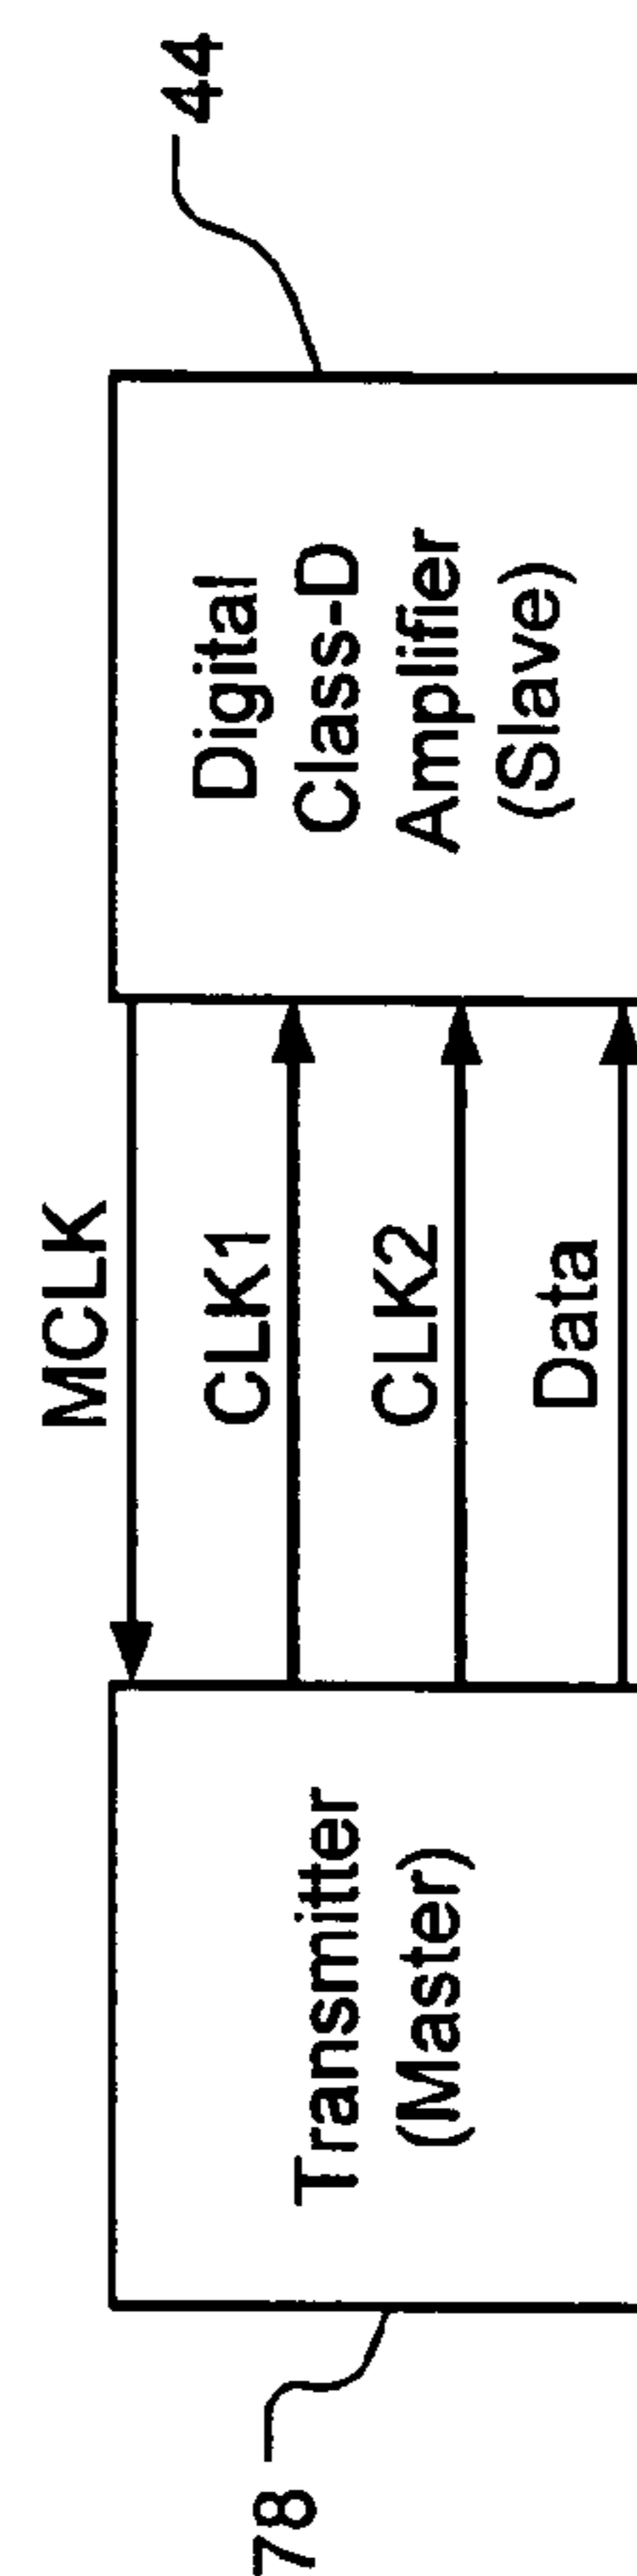 78
Transmitter
(Master)
MCLK
CLK1
CLK2
Data
Digital
Class-D
Amplifier
(Slave)
44